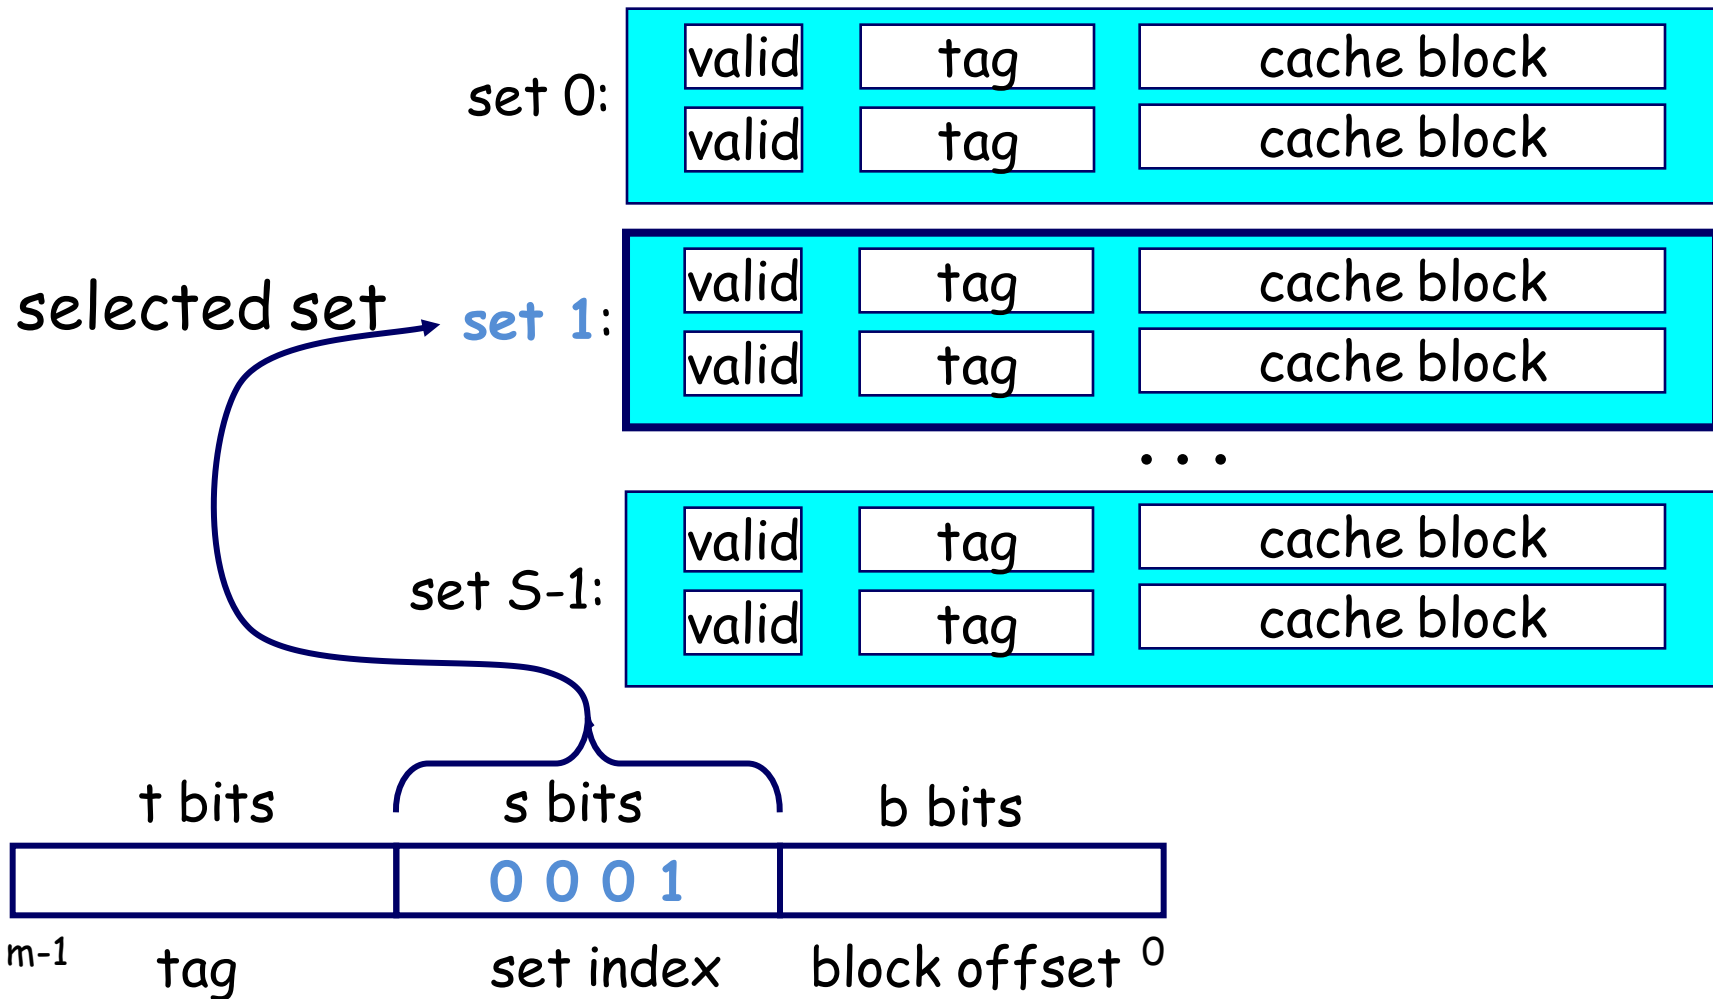 valid tag cache block
set 0:
valid tag cache block
valid tag cache block
selected set set 1:
valid tag cache block
. . .
valid tag cache block
set S-1:
valid tag cache block
t bits s bits b bits
0 0 0 1
m-1 tag set index block offset 0